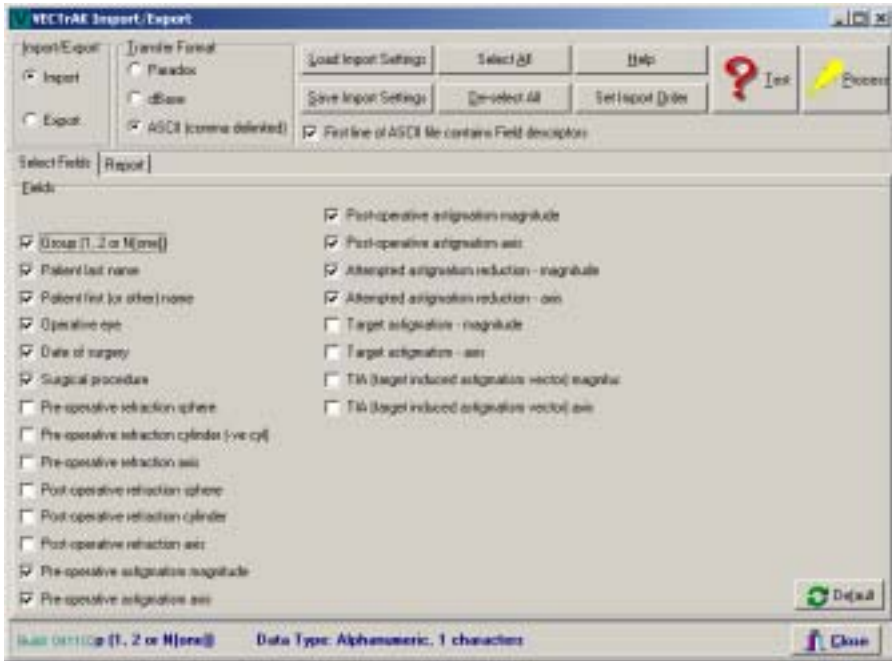 VECTrAK Import/Export
Import/Export
Import
Export
Transfer Format
Paradox
dBase
ASCII (comma delimited)
Load Import Settings
Select All
Help
Save Import Settings
De-select All
Set Import Order
First line of ASCII file contains Field descriptors
Test
Process
Select Fields
Report
Fields
Group (1, 2 or N[one])
Patient last name
Patient first (or other) name
Operative eye
Date of surgery
Surgical procedure
Pre-operative refraction sphere
Pre-operative refraction cylinder (-ve cyl)
Pre-operative refraction axis
Post-operative refraction sphere
Post-operative refraction cylinder
Post-operative refraction axis
Pre-operative astigmatism magnitude
Pre-operative astigmatism axis
Post-operative astigmatism magnitude
Post-operative astigmatism axis
Attempted astigmatism reduction - magnitude
Attempted astigmatism reduction - axis
Target astigmatism - magnitude
Target astigmatism - axis
TIA (target induced astigmatism vector) magnitud
TIA (target induced astigmatism vector) axis
Default
(1, 2 or N[one])
Data Type: Alphanumeric, 1 characters
Close